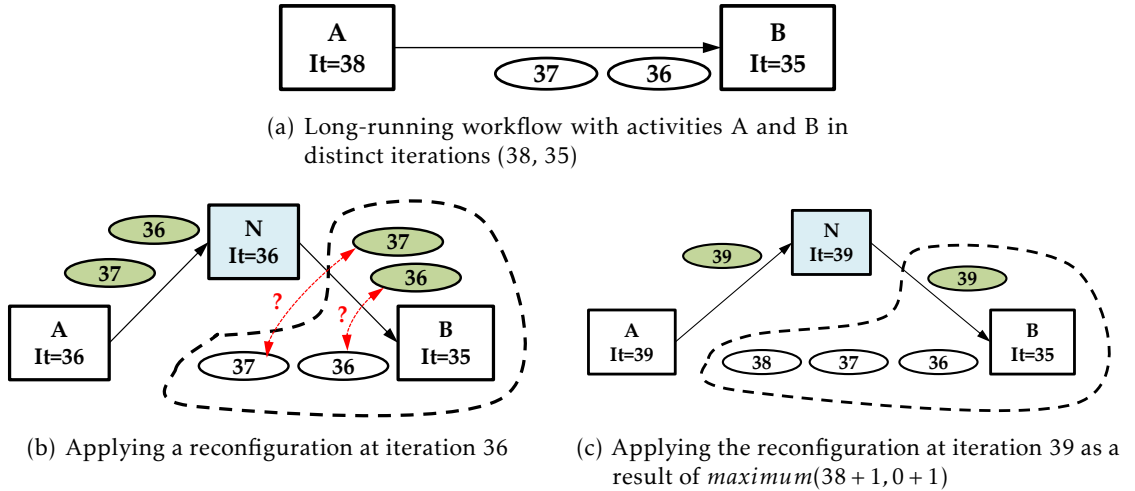 A
It=38
B
It=35
37
36
(a) Long-running workflow with activities A and B in
distinct iterations (38, 35)
N
It=36
36
37
37
36
?
?
A
It=36
B
It=35
37
36
(b) Applying a reconfiguration at iteration 36
N
It=39
39
39
A
It=39
B
It=35
38
37
36
(c) Applying the reconfiguration at iteration 39 as a
result of maximum(38 + 1, 0 + 1)